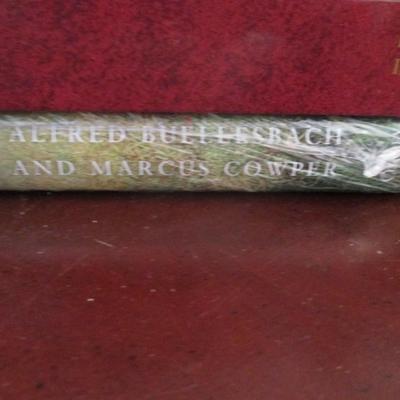 ALFRED BUELLESBACH
AND MARCUS COWPER